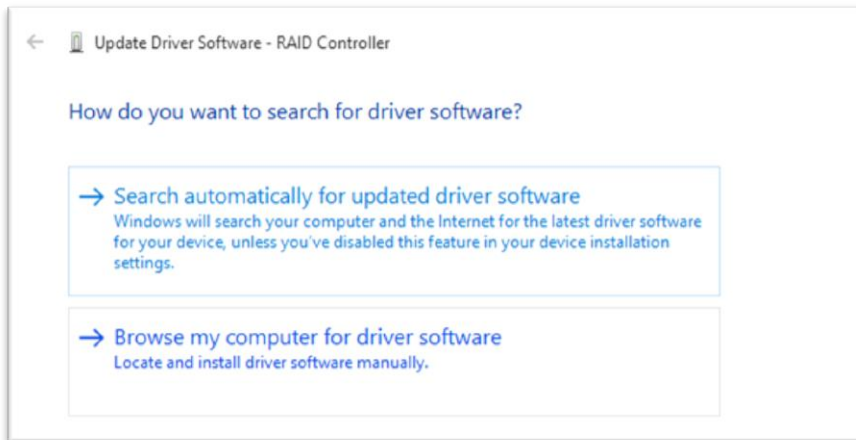 Update Driver Software - RAID Controller
How do you want to search for driver software?
Search automatically for updated driver software
Windows will search your computer and the Internet for the latest driver software
for your device, unless you've disabled this feature in your device installation
settings.
Browse my computer for driver software
Locate and install driver software manually.